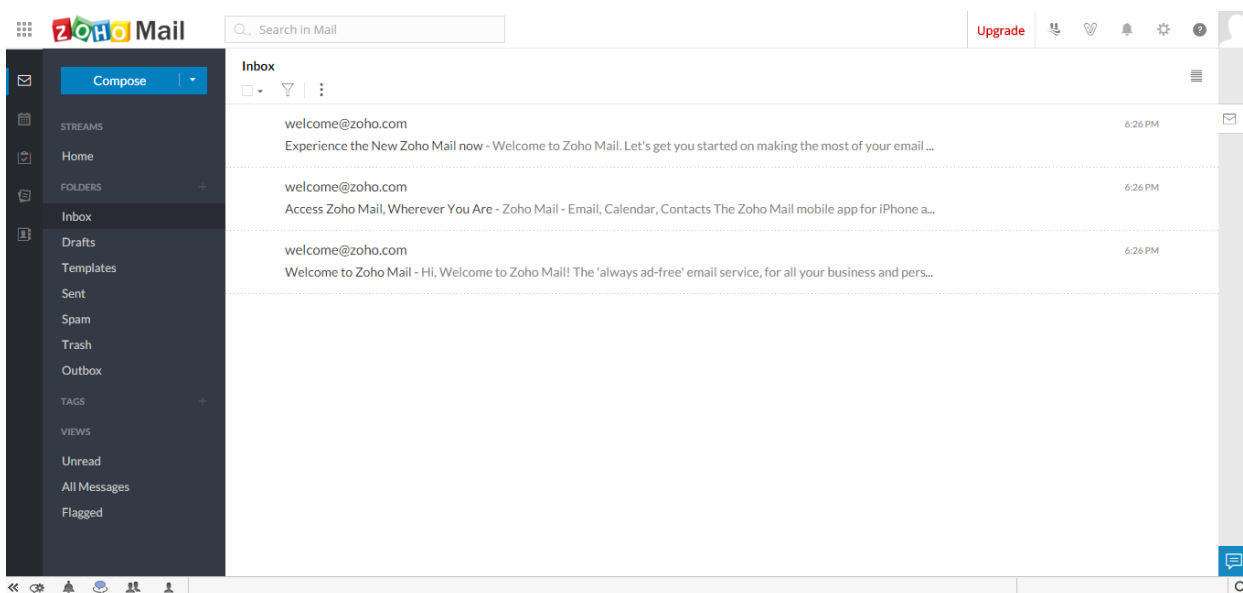 ZOHO Mail
Search in Mail
Upgrade
Compose
STREAMS
Home
FOLDERS
Inbox
Drafts
Templates
Sent
Spam
Trash
Outbox
TAGS
VIEWS
Unread
All Messages
Flagged
Inbox
welcome@zoho.com 6:26 PM
Experience the New Zoho Mail now - Welcome to Zoho Mail. Let's get you started on making the most of your email ...
welcome@zoho.com 6:26 PM
Access Zoho Mail, Wherever You Are - Zoho Mail - Email, Calendar, Contacts The Zoho Mail mobile app for iPhone a...
welcome@zoho.com 6:26 PM
Welcome to Zoho Mail - Hi, Welcome to Zoho Mail! The 'always ad-free' email service, for all your business and pers...